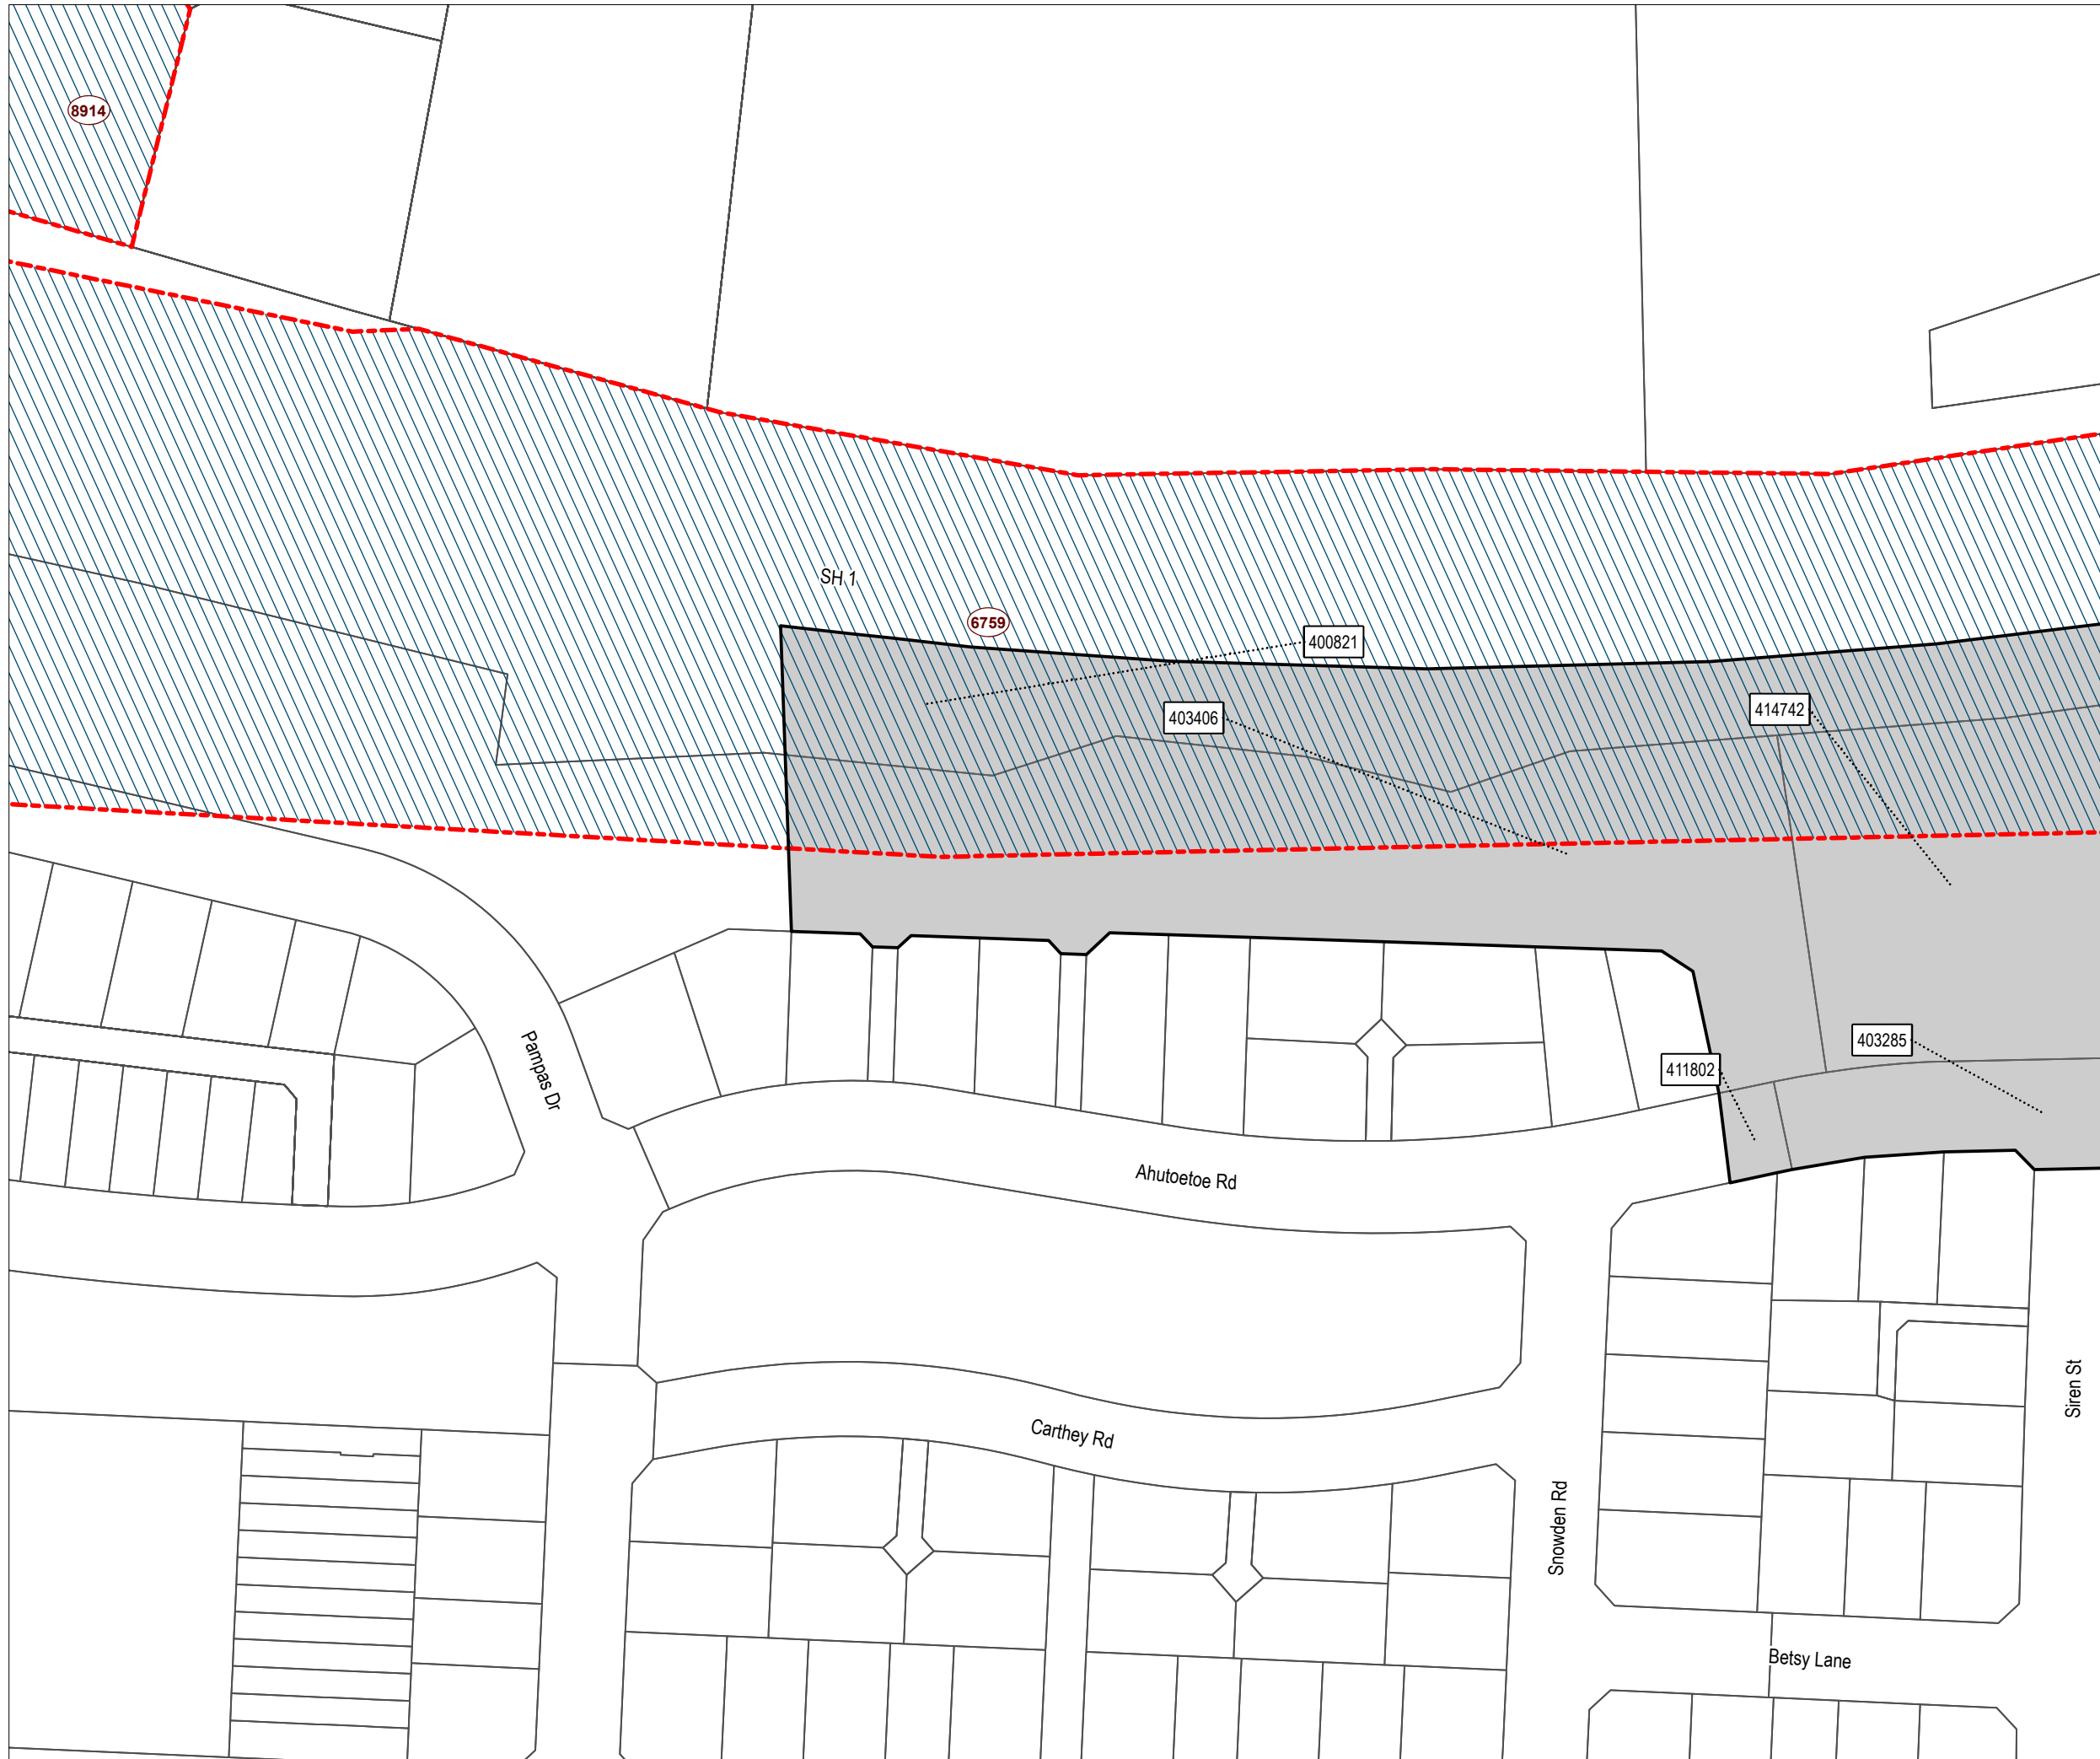 8914
SH 1
6759
400821
403406
414742
403285
411802
Pampas Dr
Ahutoetoe Rd
Siren St
Carthey Rd
Snowden Rd
Betsy Lane